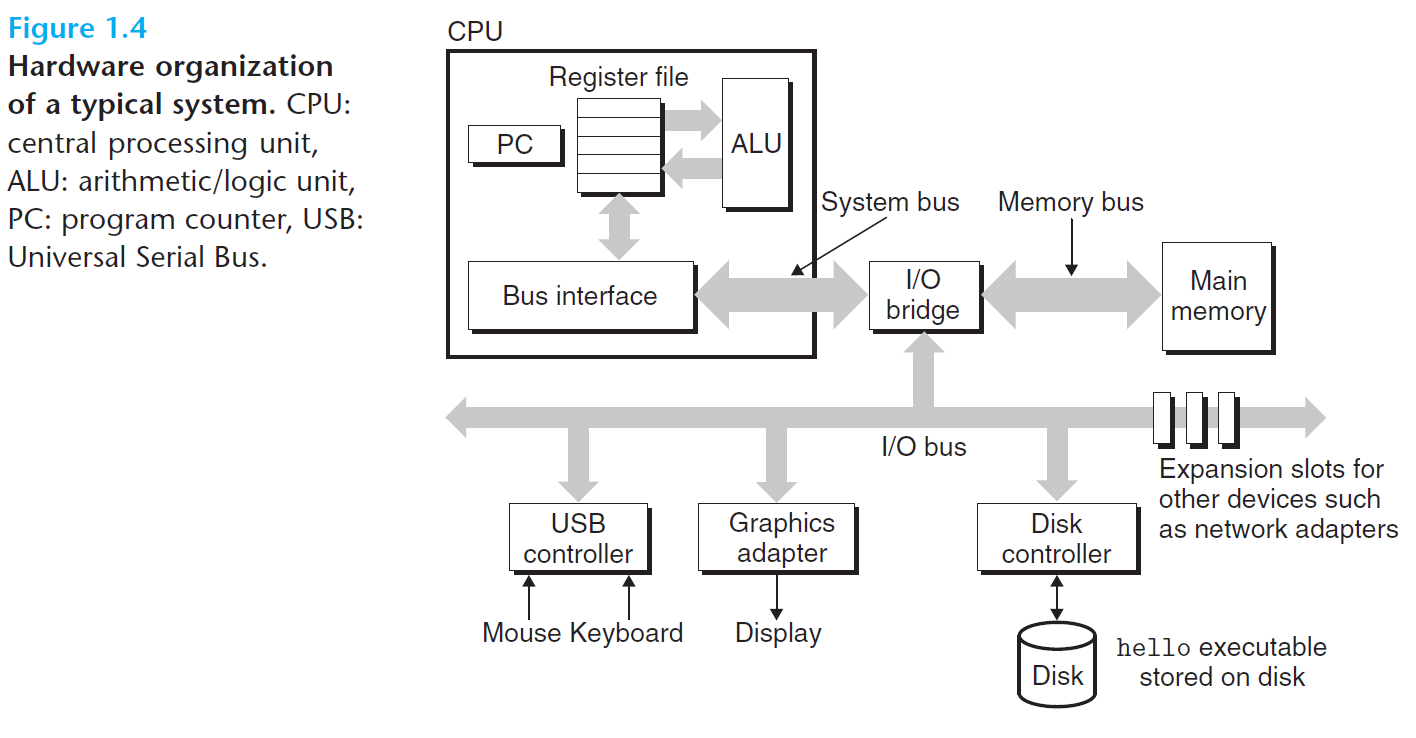 Figure 1.4
Hardware organization
of a typical system. CPU:
central processing unit,
ALU: arithmetic/logic unit,
PC: program counter, USB:
Universal Serial Bus.
CPU
Register file
PC
ALU
System bus
Memory bus
Bus interface
I/O
bridge
Main
memory
I/O bus
Expansion slots for
other devices such
as network adapters
USB
controller
Graphics
adapter
Disk
controller
Mouse
Keyboard
Display
Disk
hello executable
stored on disk